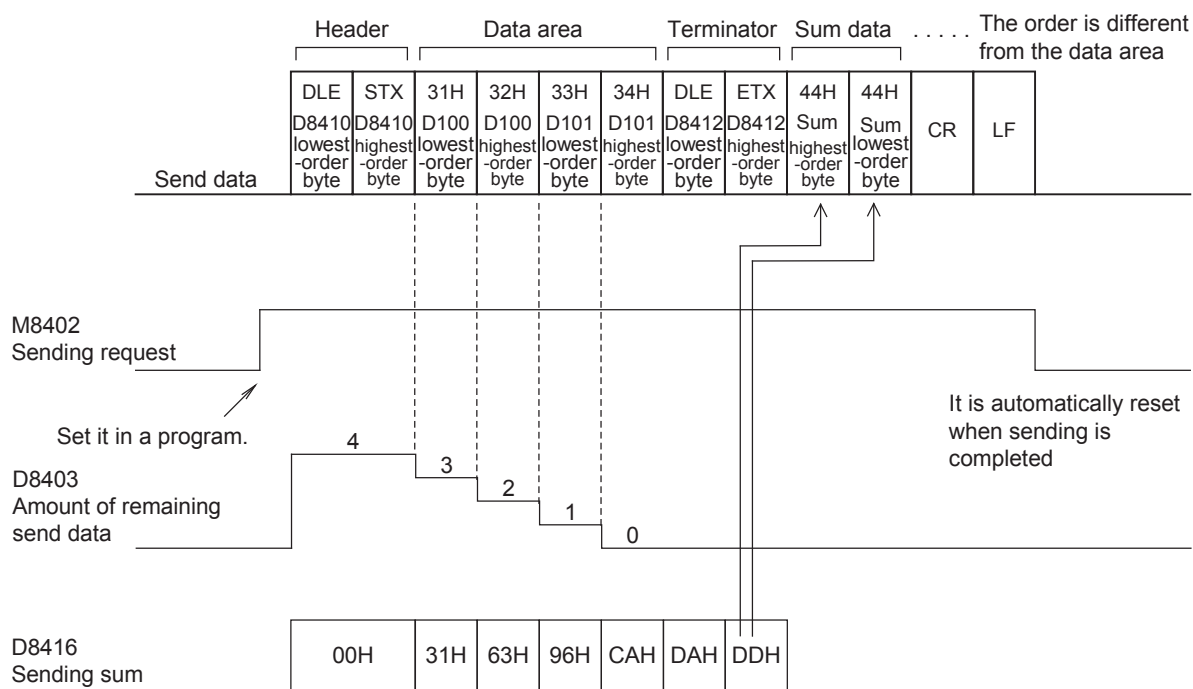 Header Data area Terminator Sum data . . . . . The order is different
from the data area
DLE STX 31H 32H 33H 34H DLE ETX 44H 44H
D8410 D8410 D100 D100 D101 D101 D8412 D8412 Sum Sum CR LF
lowest highest lowest highest lowest highest lowest highest highest lowest
-order -order -order -order -order -order -order -order -order -order
byte byte byte byte byte byte byte byte byte byte
Send data
M8402
Sending request
Set it in a program.
It is automatically reset
when sending is
completed
4
3
2
1
0
D8403
Amount of remaining
send data
D8416
Sending sum
00H 31H 63H 96H CAH DAH DDH